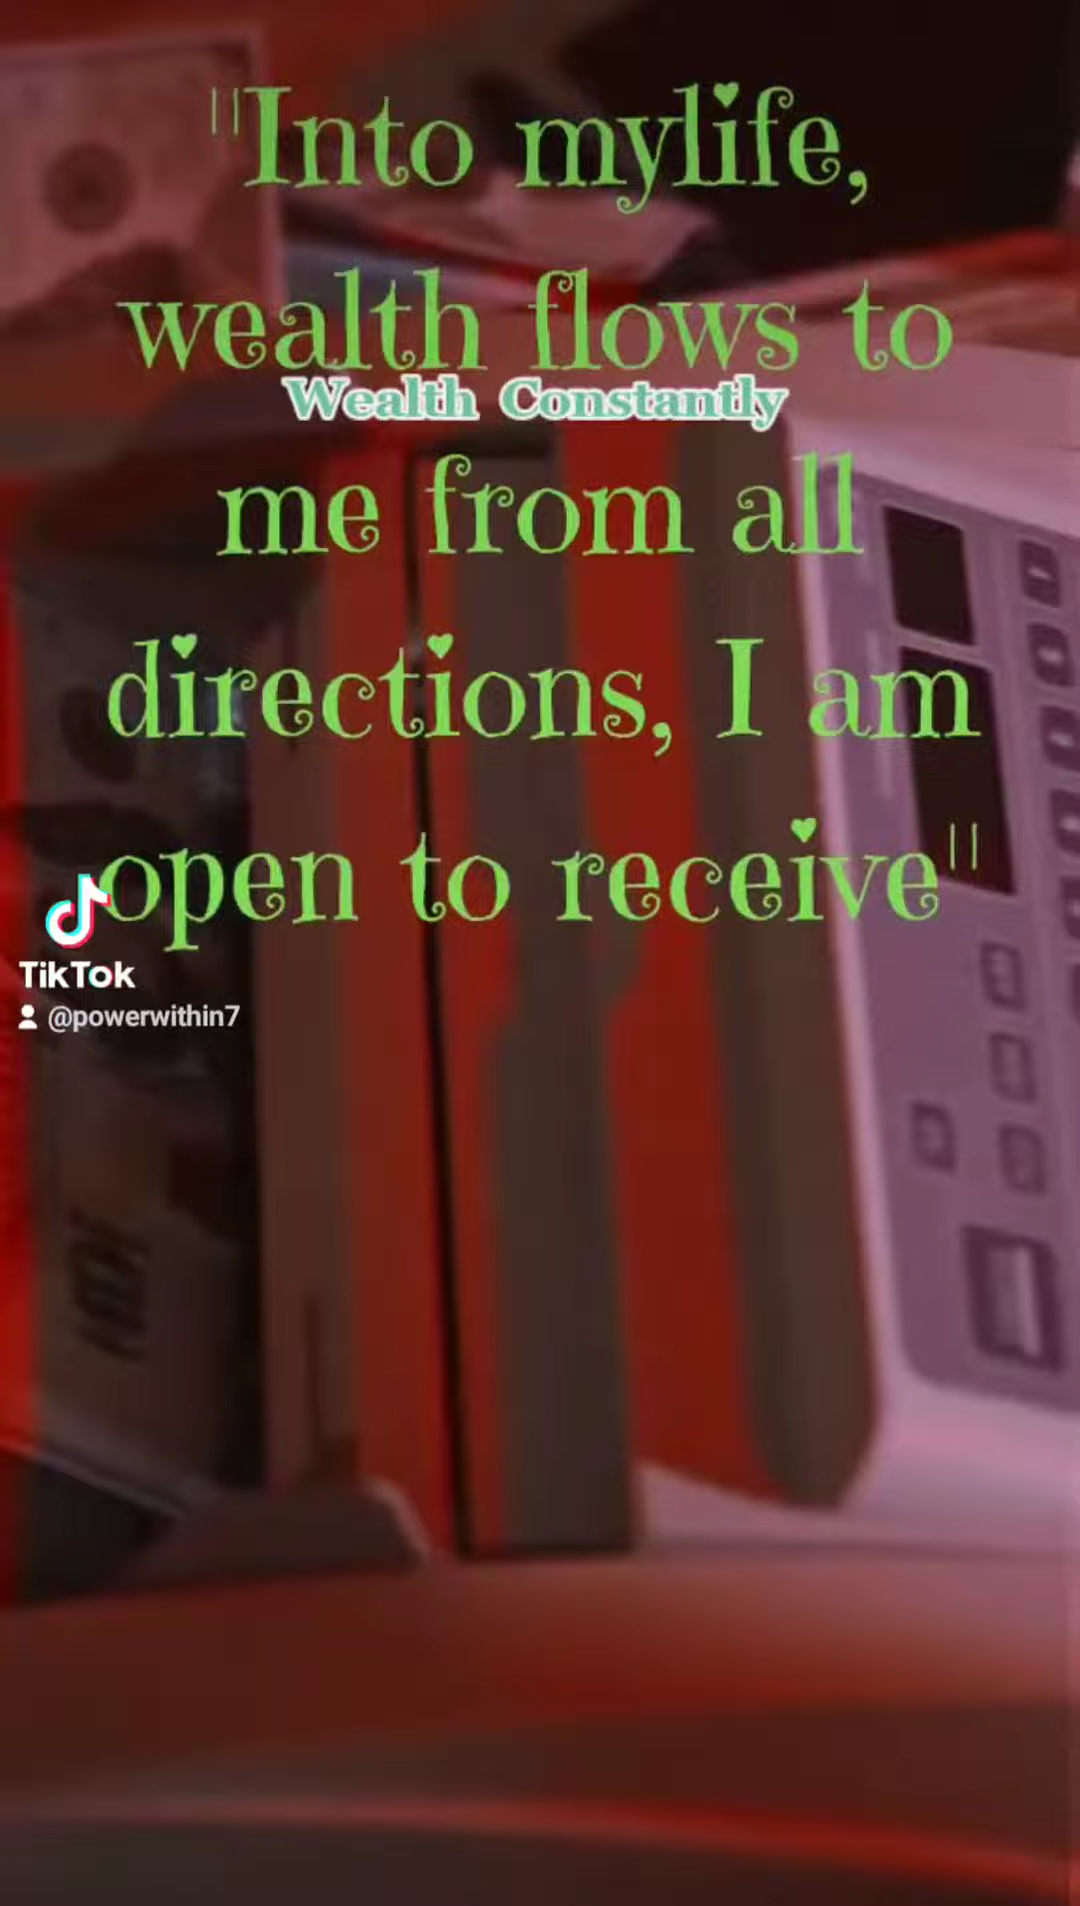 "Into mylife,
wealth flows to
Wealth Constantly
me from all
directions, I am
open to receive"
TikTok
@powerwithin7